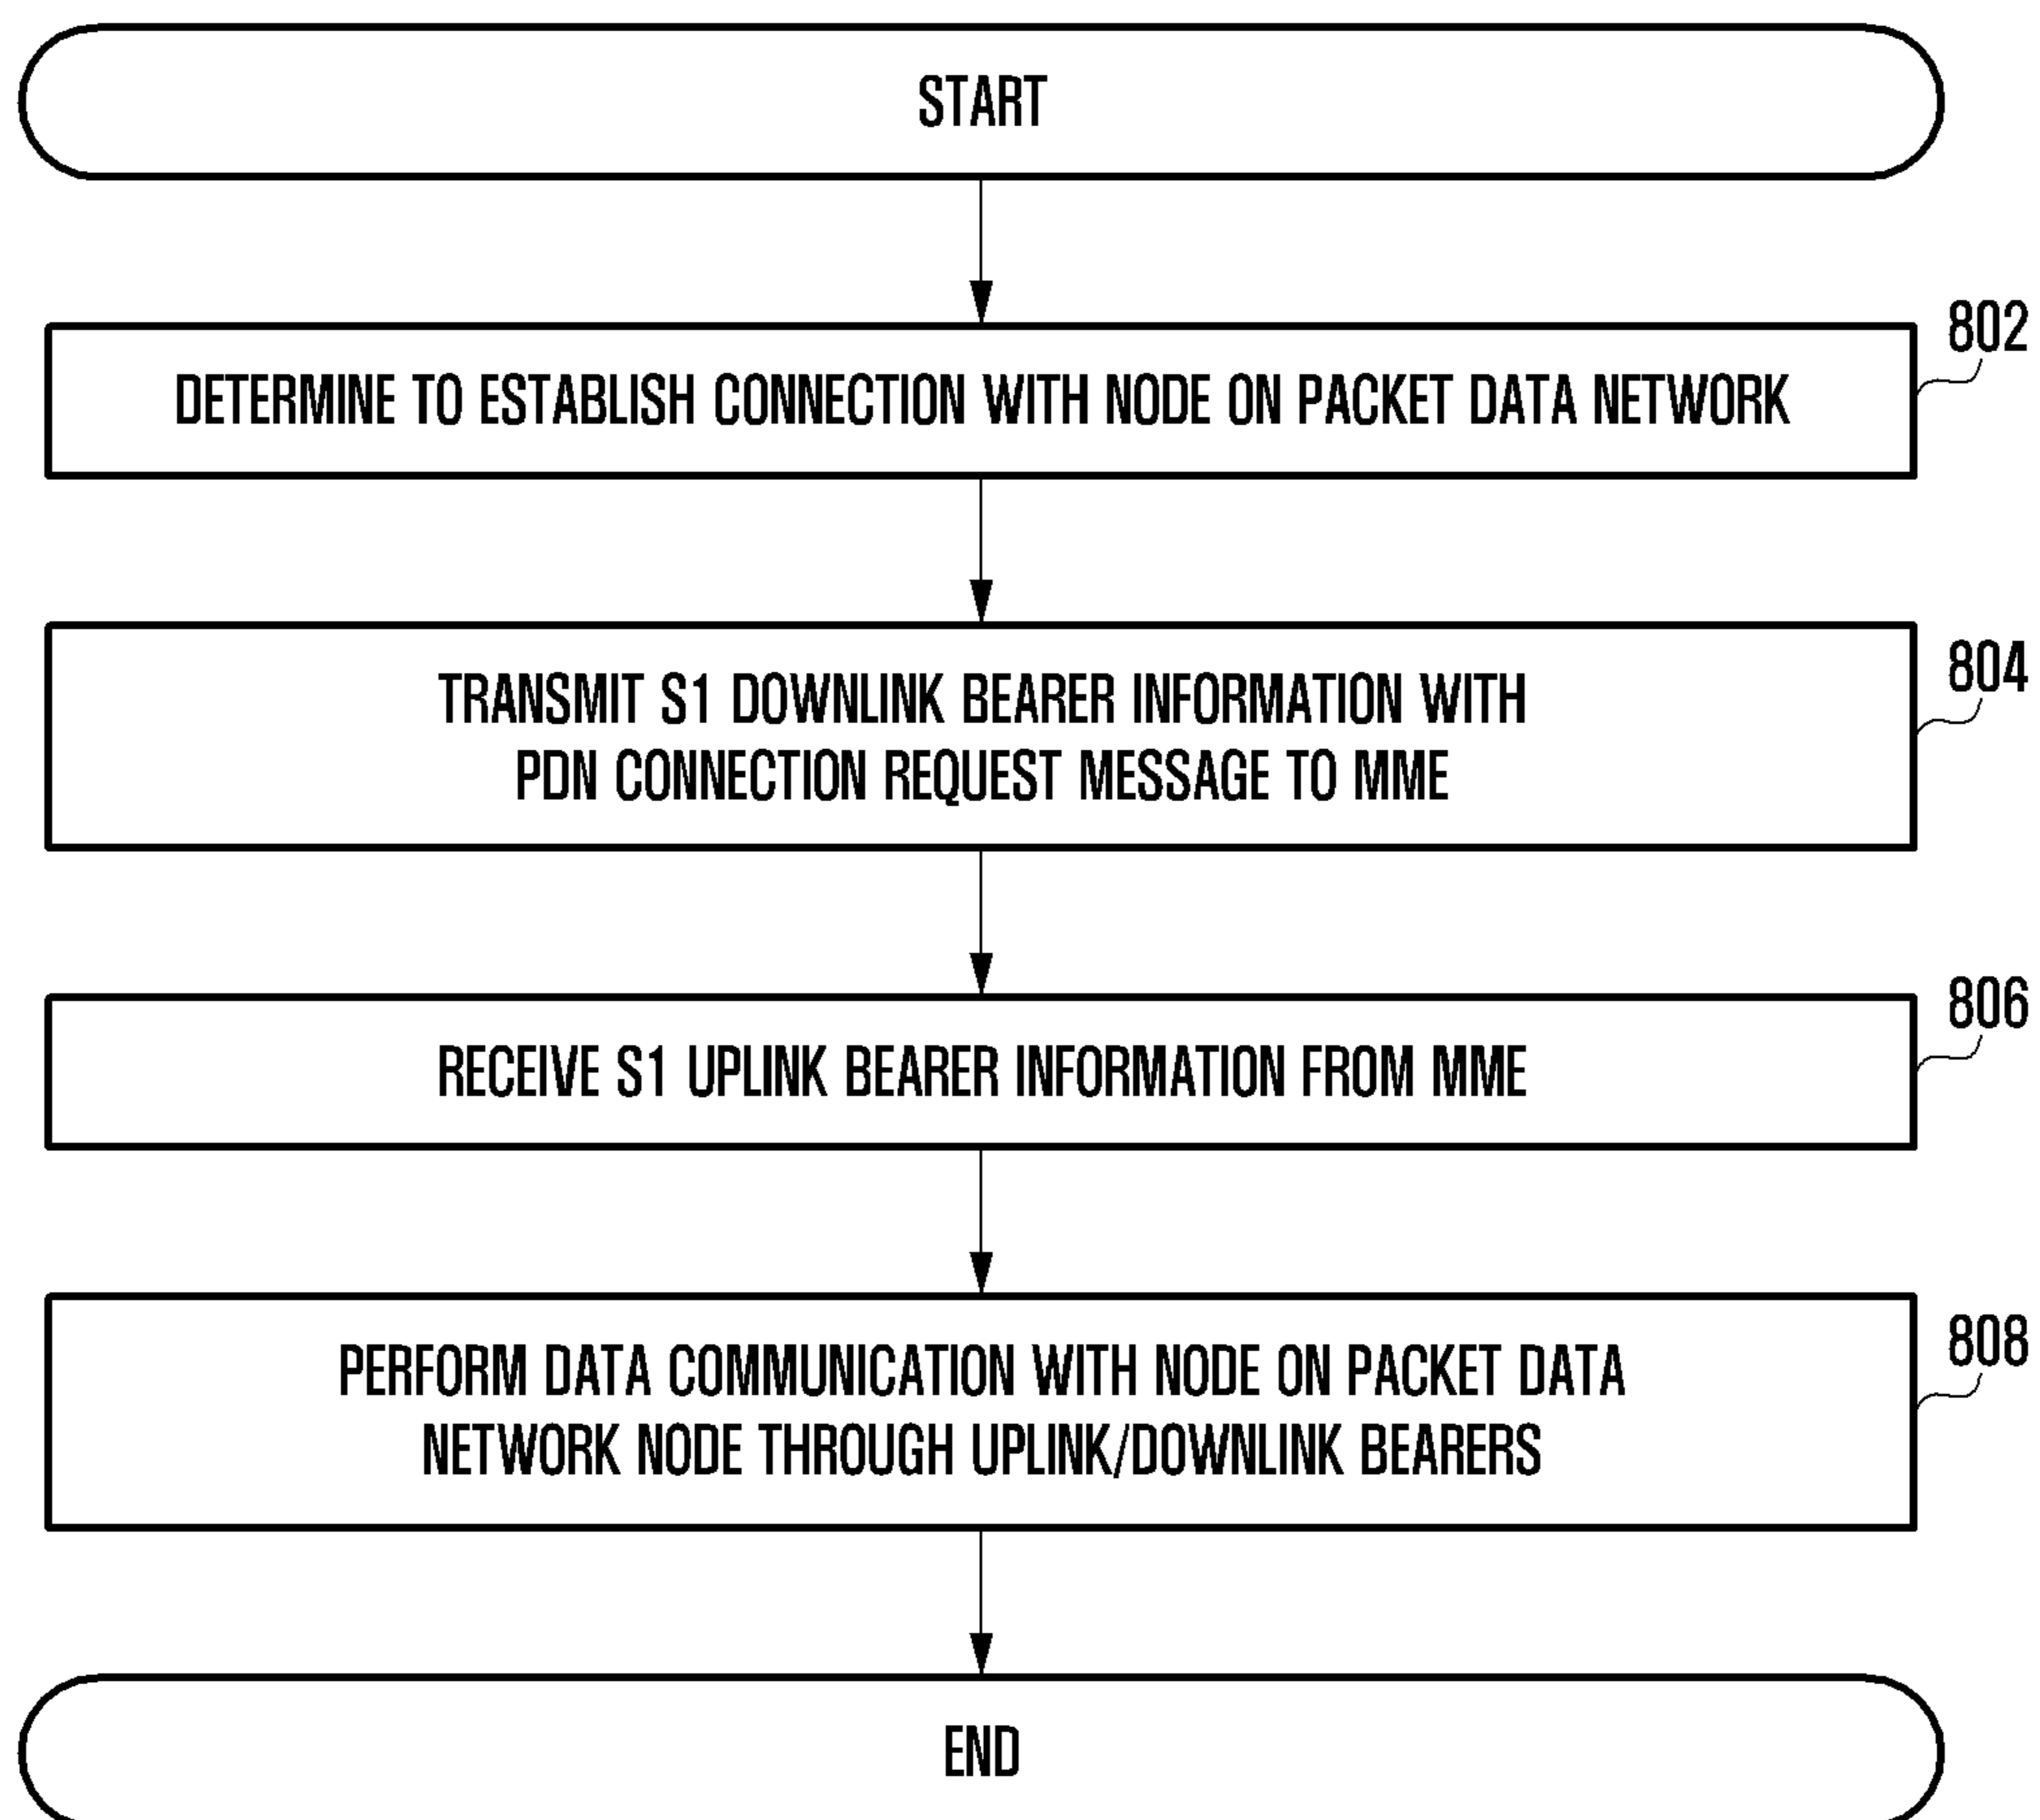 START
802
DETERMINE TO ESTABLISH CONNECTION WITH NODE ON PACKET DATA NETWORK
804
TRANSMIT S1 DOWNLINK BEARER INFORMATION WITH
PDN CONNECTION REQUEST MESSAGE TO MME
806
RECEIVE S1 UPLINK BEARER INFORMATION FROM MME
808
PERFORM DATA COMMUNICATION WITH NODE ON PACKET DATA
NETWORK NODE THROUGH UPLINK/DOWNLINK BEARERS
END